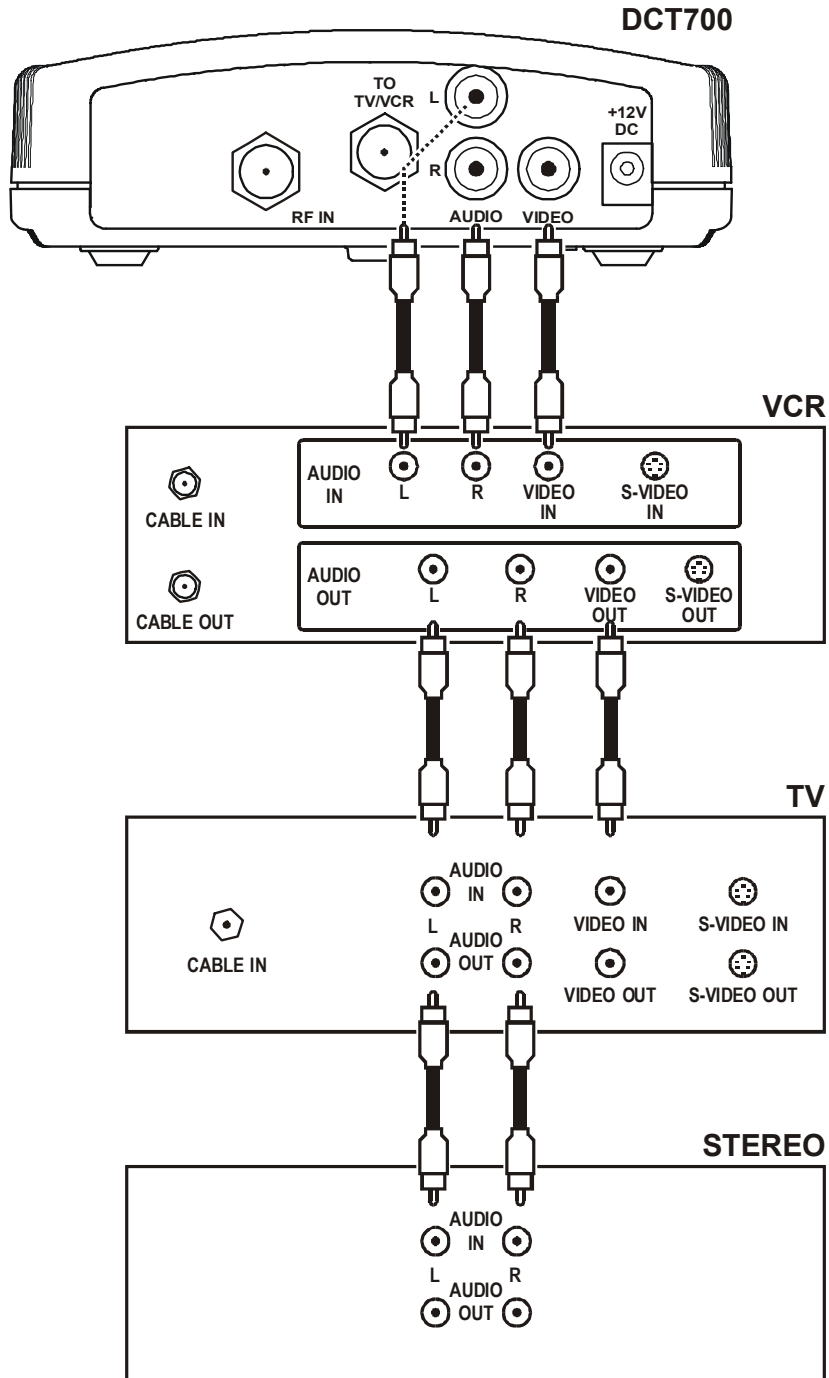 DCT700
TO
TV/VCR
L
+12V
DC
R
RF IN
AUDIO
VIDEO
VCR
AUDIO
IN
L
R
VIDEO
IN
S-VIDEO
IN
CABLE IN
AUDIO
OUT
L
R
VIDEO
OUT
S-VIDEO
OUT
CABLE OUT
TV
AUDIO
IN
L
R
VIDEO IN
S-VIDEO IN
CABLE IN
AUDIO
OUT
VIDEO OUT
S-VIDEO OUT
STEREO
AUDIO
IN
L
R
AUDIO
OUT